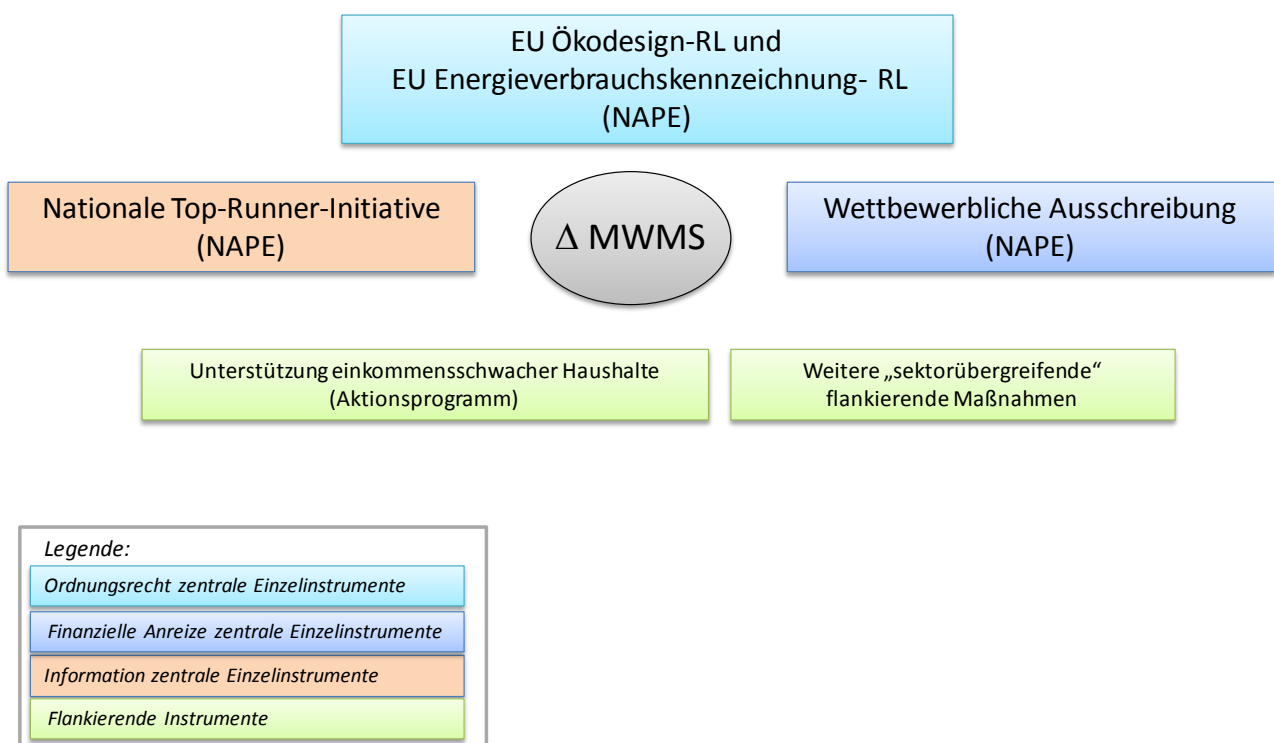 EU Ökodesign-RL und
EU Energieverbrauchskennzeichnung- RL
(NAPE)
Nationale Top-Runner-Initiative
(NAPE)
Δ MWMS
Wettbewerbliche Ausschreibung
(NAPE)
Unterstützung einkommensschwacher Haushalte
(Aktionsprogramm)
Weitere „sektorübergreifende“
flankierende Maßnahmen
Legende:
Ordnungsrecht zentrale Einzelinstrumente
Finanzielle Anreize zentrale Einzelinstrumente
Information zentrale Einzelinstrumente
Flankierende Instrumente